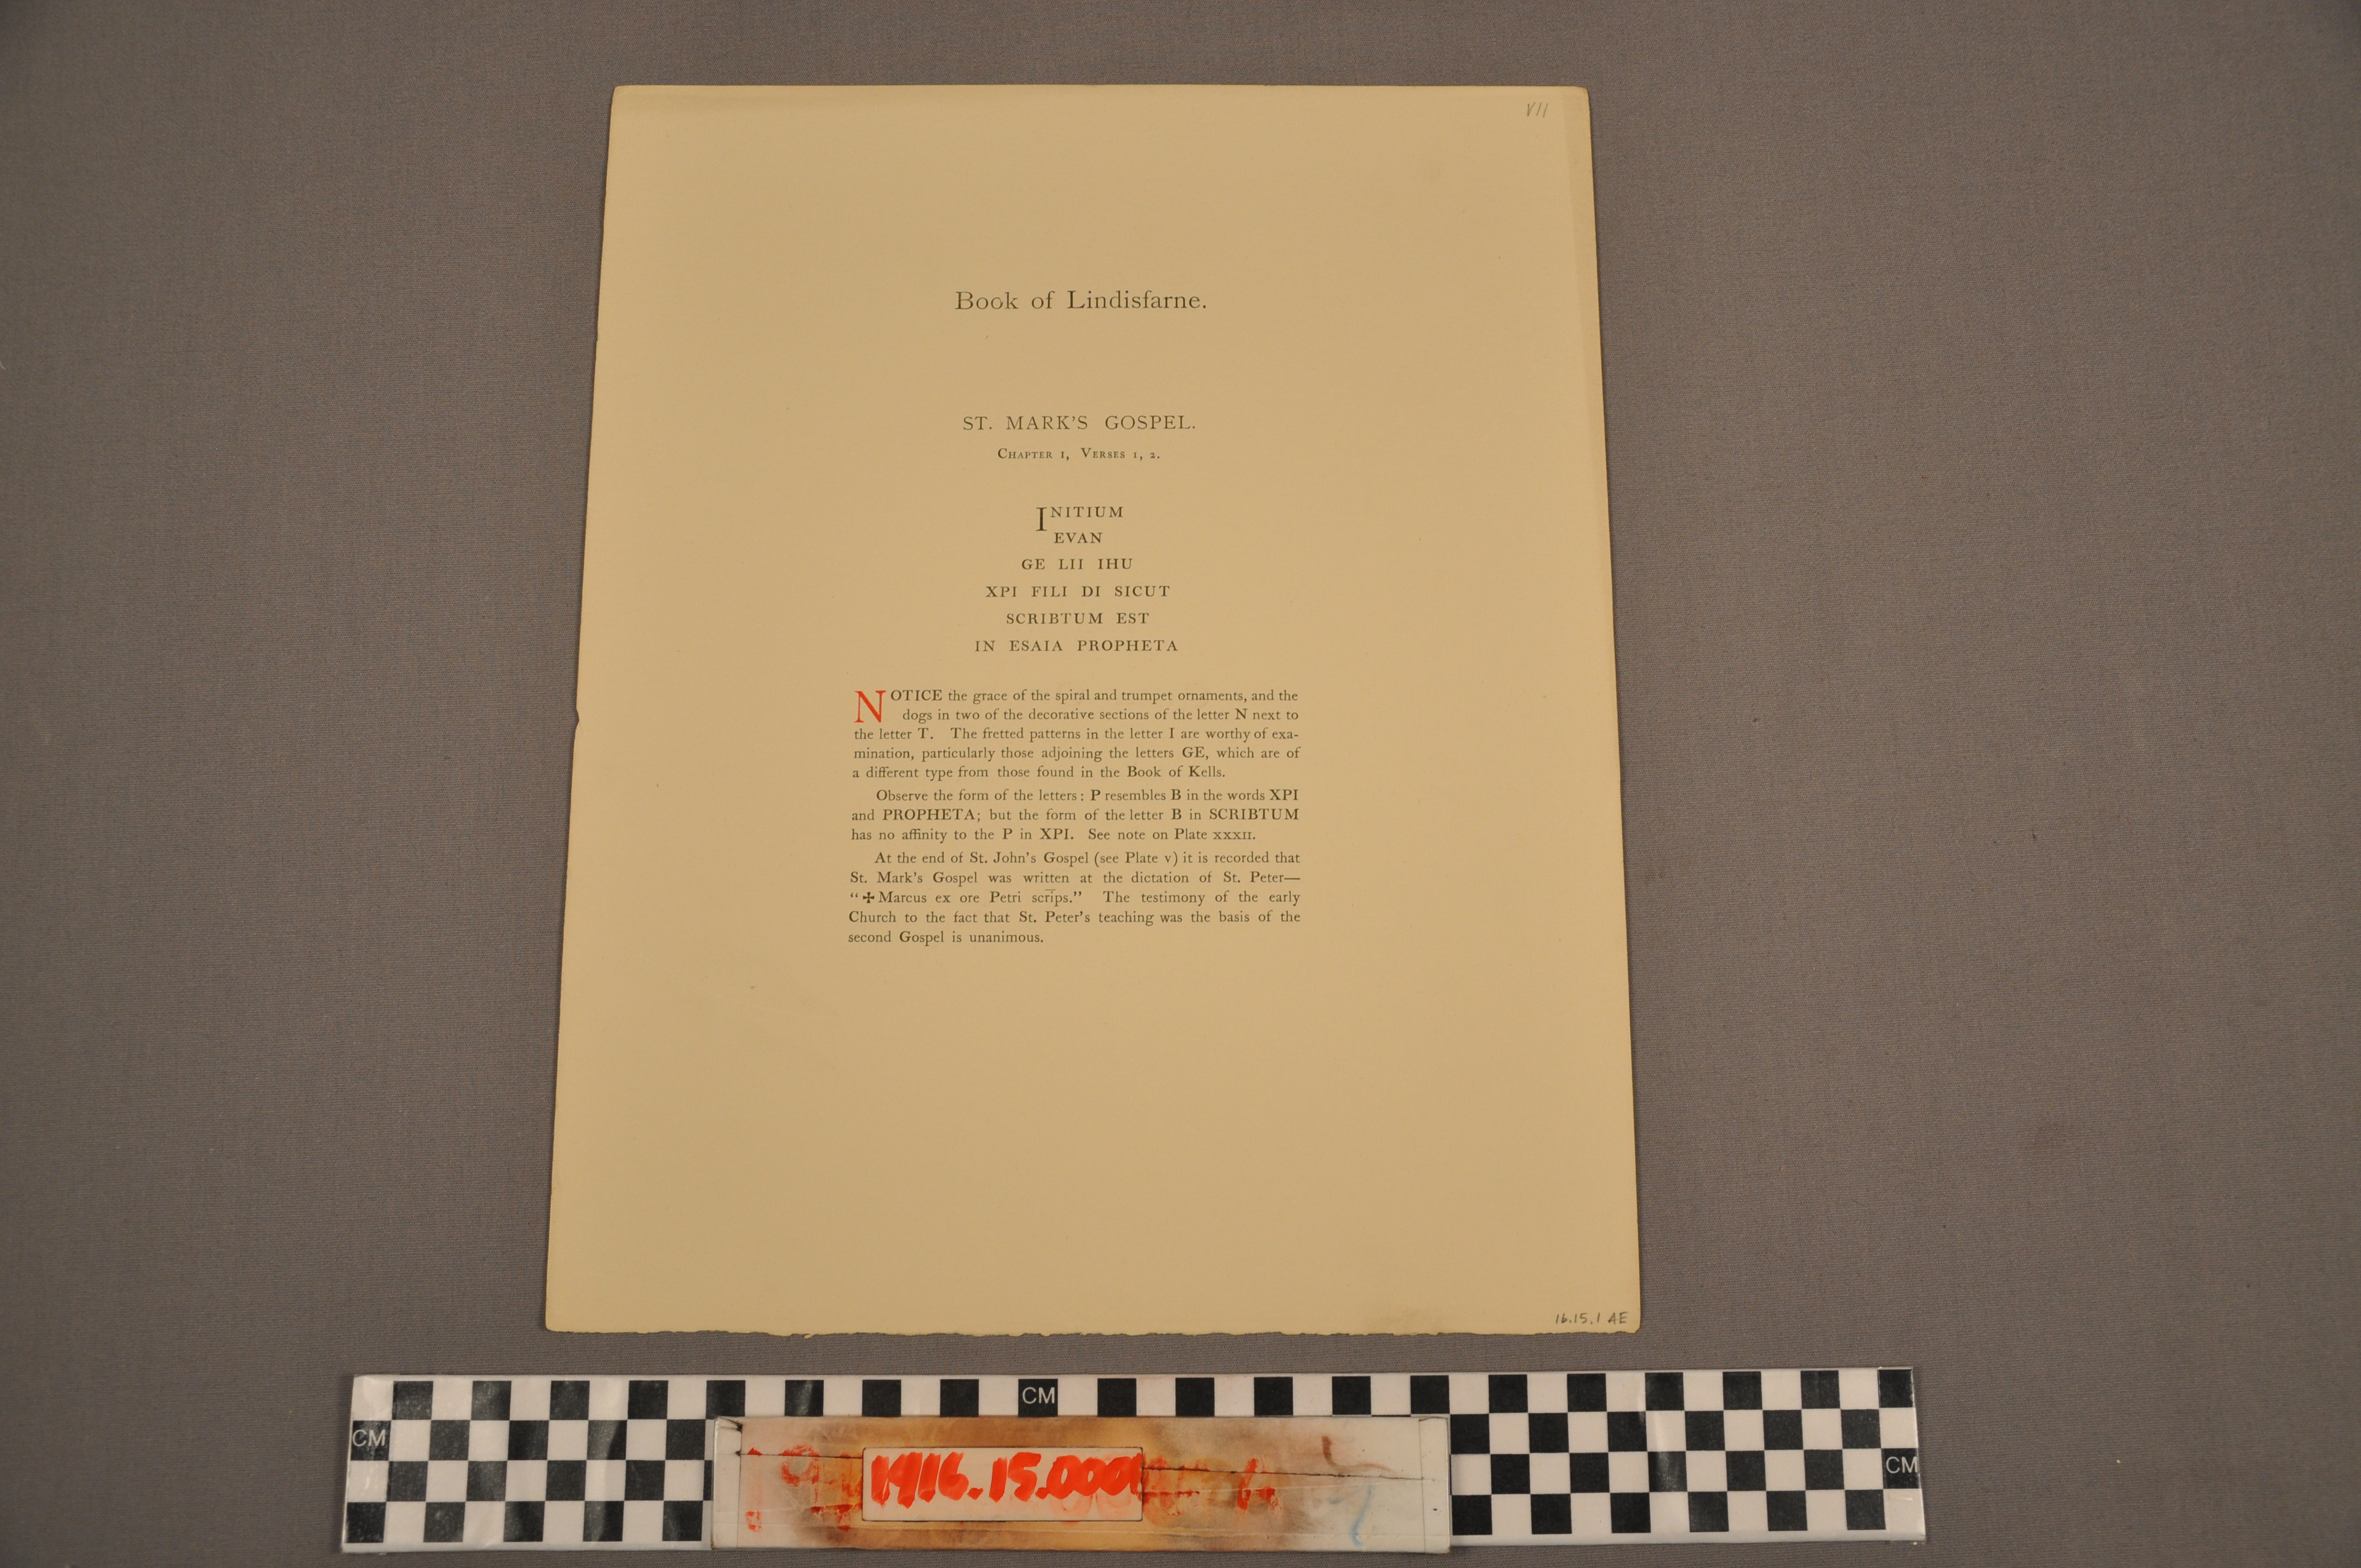 VII
Book of Lindisfarne.
ST. MARK'S GOSPEL.
CHAPTER I, VERSES 1, 2.
INITIUM
EVAN
GE LII IHU
XPI FILI DI SICUT
SCRIBTUM EST
IN ESAIA PROPHETA
NOTICE the grace of the spiral and trumpet ornaments, and the
dogs in two of the decorative sections of the letter N next to
the letter T. The fretted patterns in the letter I are worthy of exa-
mination, particularly those adjoining the letters GE, which are of
a different type from those found in the Book of Kells.
Observe the form of the letters: P resembles B in the words XPI
and PROPHETA; but the form of the letter B in SCRIBTUM
has no affinity to the P in XPI. See note on Plate XXXII.
At the end of St. John's Gospel (see Plate v) it is recorded that
St. Mark's Gospel was written at the dictation of St. Peter—
"✠Marcus ex ore Petri scrīps." The testimony of the early
Church to the fact that St. Peter's teaching was the basis of the
second Gospel is unanimous.
16.15.1 AE
CM
CM
CM
1916.15.0001